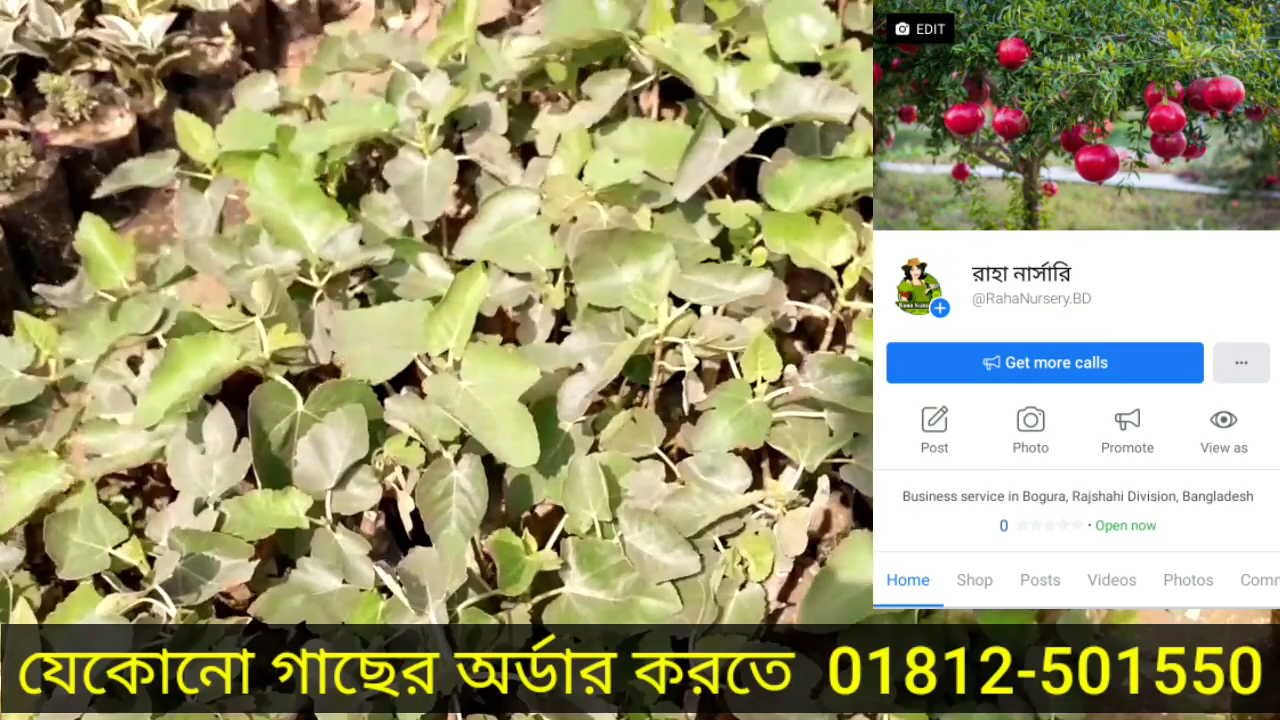 EDIT
রাহা নার্সারি
@RahaNursery.BD
Get more calls
Post Photo Promote View as
Business service in Bogura, Rajshahi Division, Bangladesh
0 · Open now
Home Shop Posts Videos Photos Comm
যেকোনো গাছের অর্ডার করতে 01812-501550